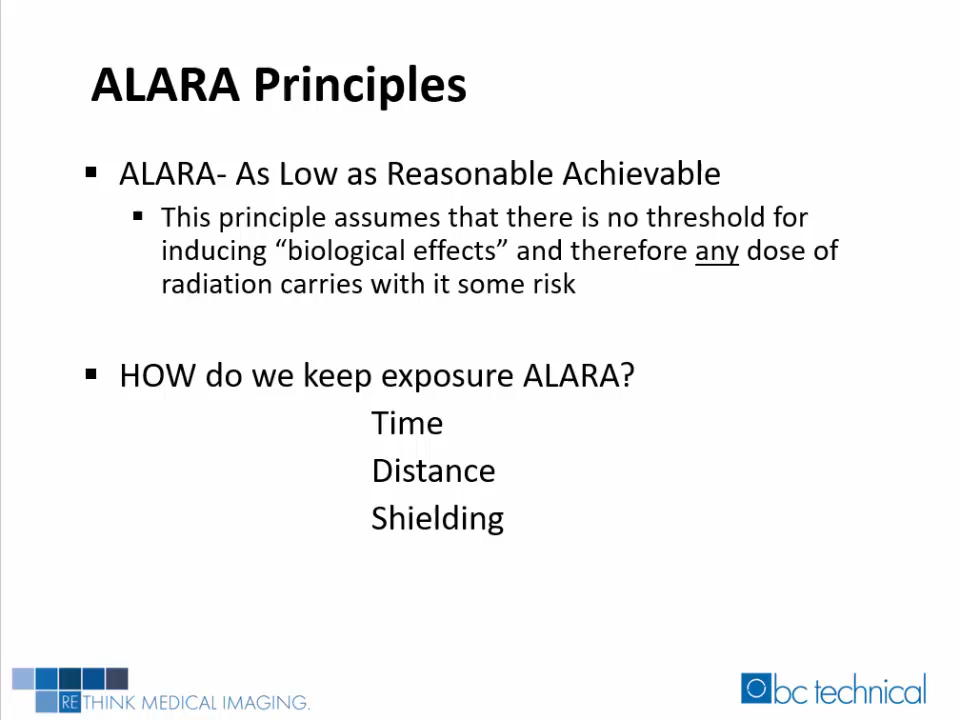 ALARA Principles
ALARA- As Low as Reasonable Achievable
This principle assumes that there is no threshold for
inducing “biological effects” and therefore any dose of
radiation carries with it some risk
HOW do we keep exposure ALARA?
Time
Distance
Shielding
RETHINK MEDICAL IMAGING.
bc technical